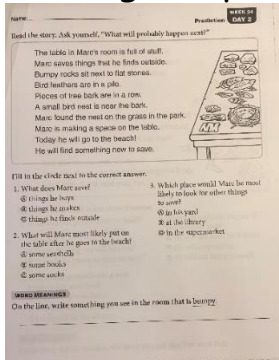 Name:
WEEK 34
Prediction DAY 2
Read the story. Ask yourself, "What will probably happen next?"
The table in Marc's room is full of stuff.
Marc saves things that he finds outside.
Bumpy rocks sit next to flat stones.
Bird feathers are in a pile.
Pieces of tree bark are in a row.
A small bird nest is near the bark.
Marc found the nest on the grass in the park.
Marc is making a space on the table.
Today he will go to the beach!
He will find something new to save.
Fill in the circle next to the correct answer.
1. What does Marc save?
Ⓐ things he buys
Ⓑ things he makes
Ⓒ things he finds outside
2. What will Marc most likely put on
the table after he goes to the beach?
Ⓐ some seashells
Ⓑ some books
Ⓒ some socks
3. Which place would Marc be most
likely to look for other things
to save?
Ⓐ in his yard
Ⓑ at the library
Ⓒ in the supermarket
WORD MEANINGS
On the line, write something you see in the room that is bumpy.